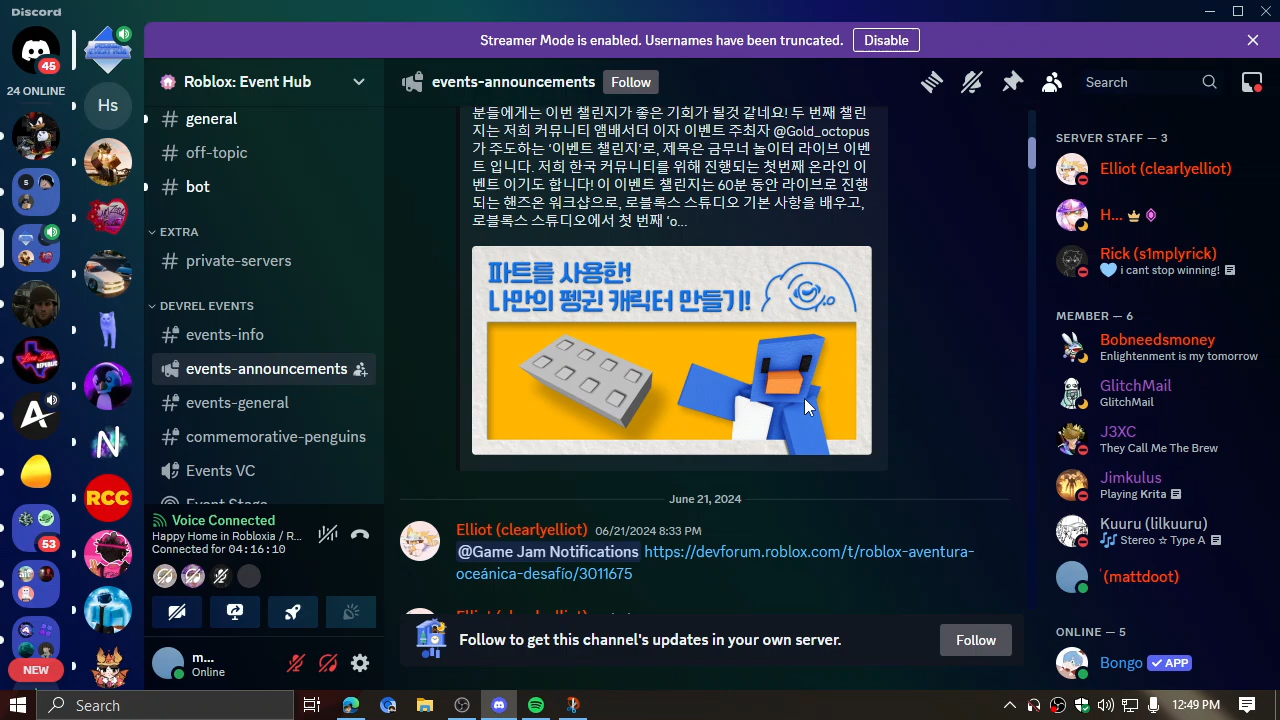 Discord
Streamer Mode is enabled. Usernames have been truncated.
Disable
45
24 ONLINE
Hs
RCC
53
NEW
Roblox: Event Hub
general
off-topic
bot
EXTRA
private-servers
DEVREL EVENTS
events-info
events-announcements
events-general
commemorative-penguins
Events VC
Voice Connected
Happy Home in Robloxia / R...
Connected for 04:16:10
m...
Online
events-announcements
Follow
Search
분들에게는 이번 챌린지가 좋은 기회가 될것 같네요! 두 번째 챌린
지는 저희 커뮤니티 앰배서더 이자 이벤트 주최자 @Gold_octopus
가 주도하는 ‘이벤트 챌린지’로, 제목은 금무너 놀이터 라이브 이벤
트 입니다. 저희 한국 커뮤니티를 위해 진행되는 첫번째 온라인 이
벤트 이기도 합니다! 이 이벤트 챌린지는 60분 동안 라이브로 진행
되는 핸즈온 워크샵으로, 로블록스 스튜디오 기본 사항을 배우고,
로블록스 스튜디오에서 첫 번째 ‘o...
파트를 사용한!
나만의 펭귄 캐릭터 만들기!
June 21, 2024
Elliot (clearlyelliot) 06/21/2024 8:33 PM
@Game Jam Notifications https://devforum.roblox.com/t/roblox-aventura-
oceánica-desafío/3011675
Follow to get this channel's updates in your own server.
Follow
SERVER STAFF — 3
Elliot (clearlyelliot)
H...
Rick (s1mplyrick)
i cant stop winning!
MEMBER — 6
Bobneedsmoney
Enlightenment is my tomorrow
GlitchMail
GlitchMail
J3XC
They Call Me The Brew
Jimkulus
Playing Krita
Kuuru (lilkuuru)
Stereo ☆ Type A
' (mattdoot)
ONLINE — 5
Bongo
APP
Search
12:49 PM